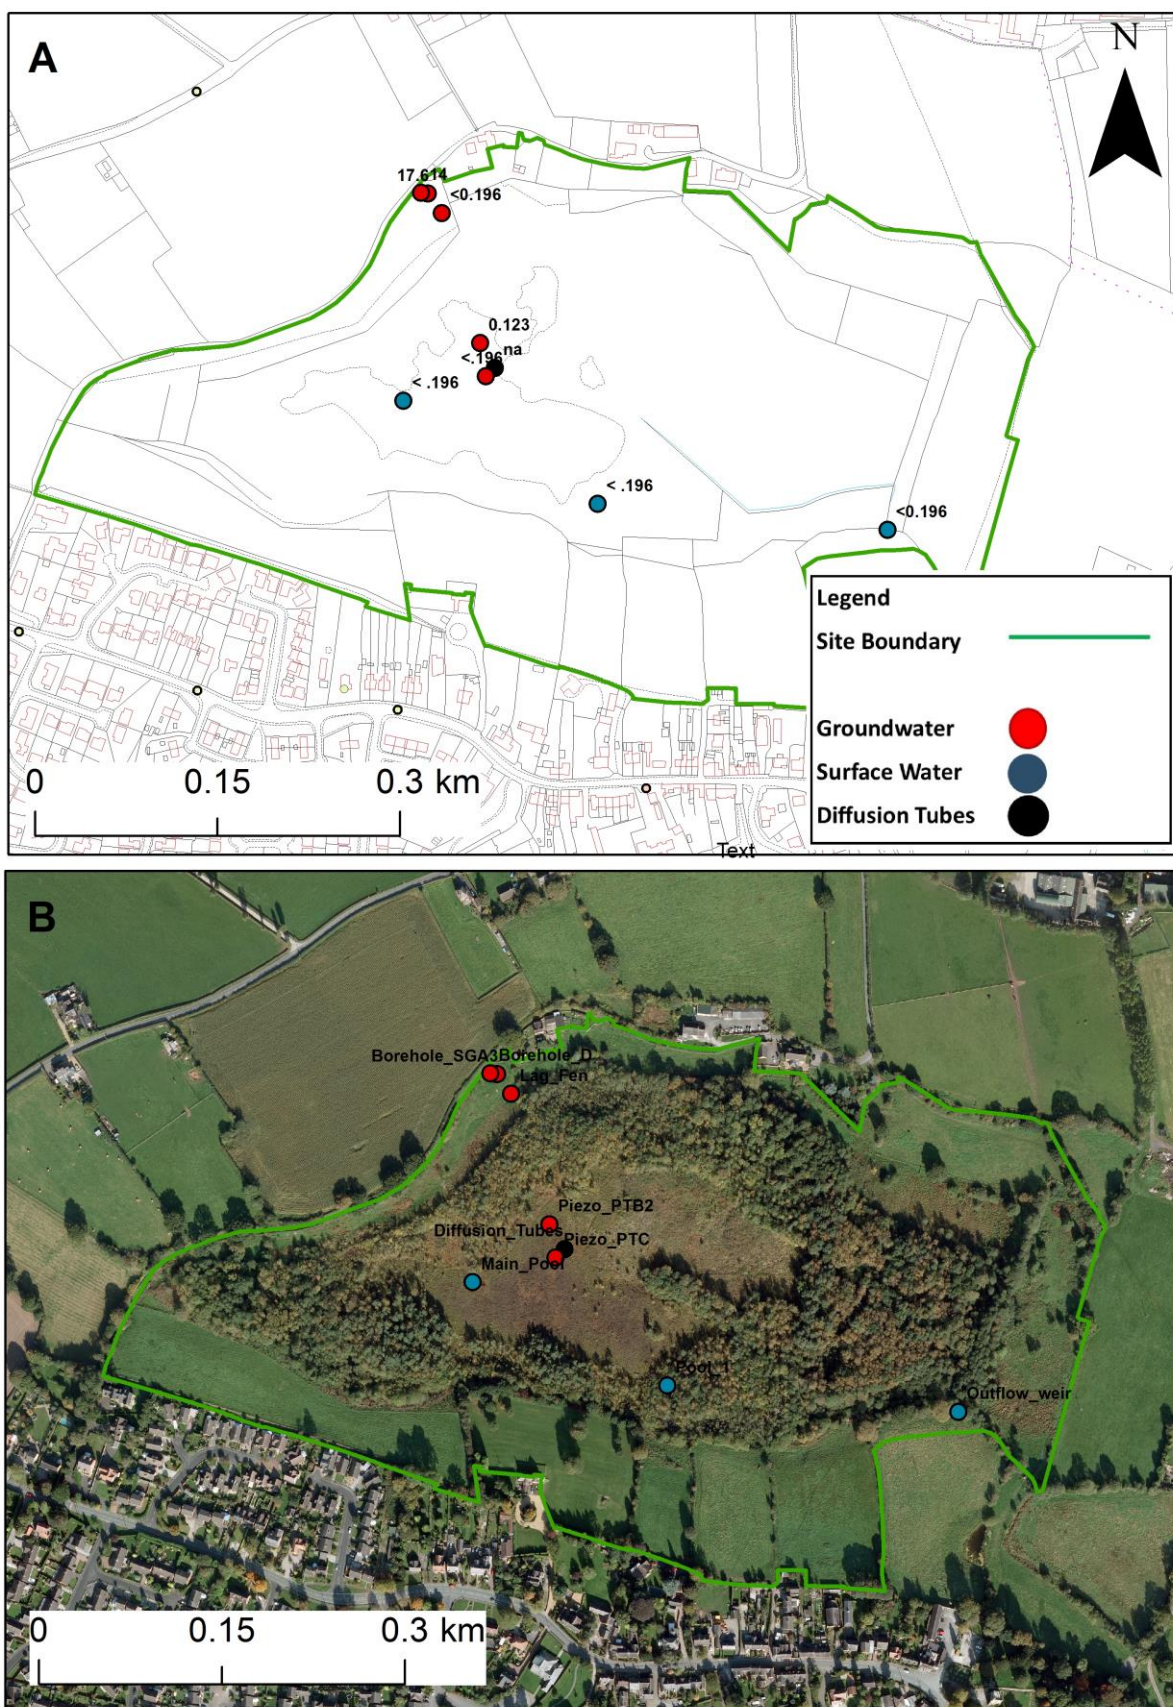 A
N
17.614
<0.196
0.123
<.196
na
< .196
< .196
<0.196
Legend
Site Boundary
Groundwater
Surface Water
Diffusion Tubes
0 0.15 0.3 km
Text
B
Borehole_SGA3 Borehole_D
Lag_Fen
Piezo_PTB2
Diffusion_Tubes
Piezo_PTC
Main_Pool
Pool_1
Outflow_weir
0 0.15 0.3 km